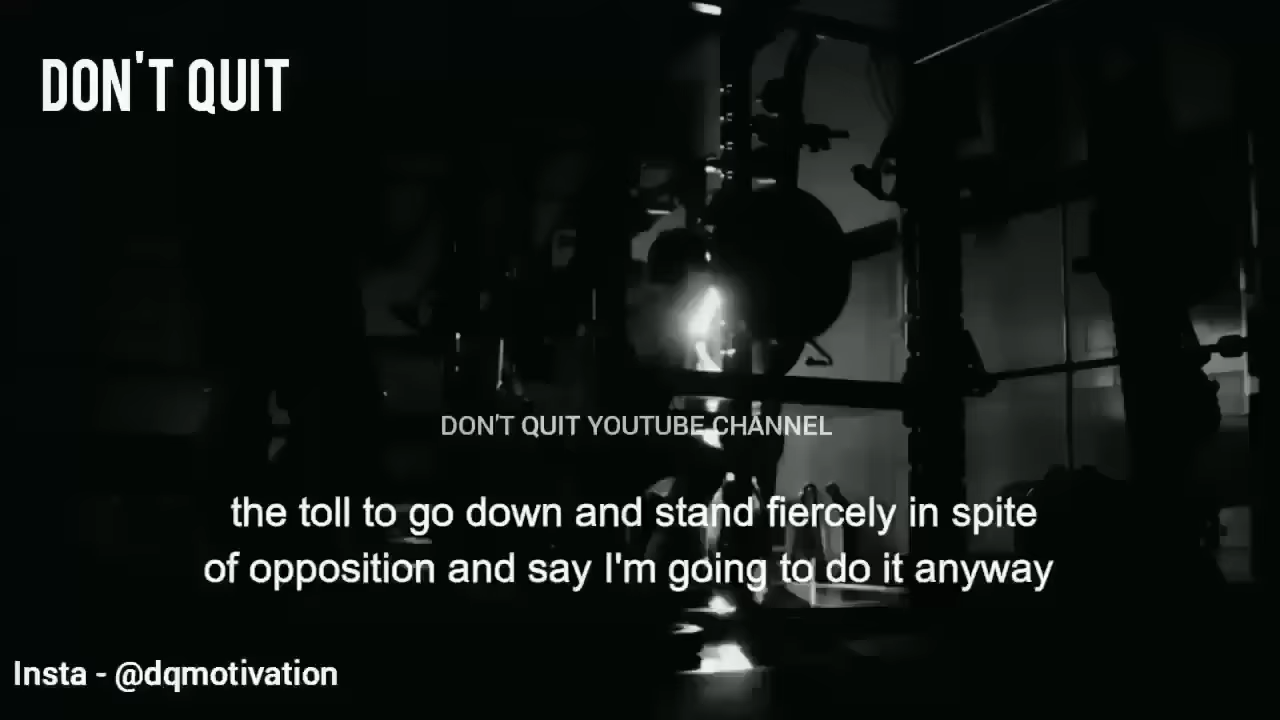 DON'T QUIT
DON'T QUIT YOUTUBE CHANNEL
the toll to go down and stand fiercely in spite
of opposition and say I'm going to do it anyway
Insta - @dqmotivation